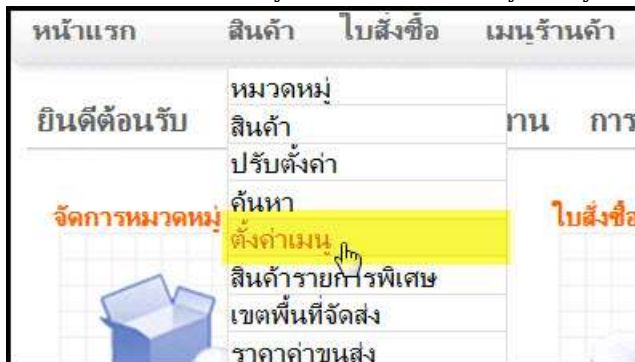 หน้าแรก สินค้า ใบสั่งซื้อ เมนูร้านค้า
หมวดหมู่
ยินดีต้อนรับ
สินค้า
ปรับตั้งค่า
ค้นหา
จัดการหมวดหมู่
ใบสั่งซื้อ
ตั้งค่าเมนู
สินค้ารายการพิเศษ
เขตพื้นที่จัดส่ง
ราคาค่าขนส่ง